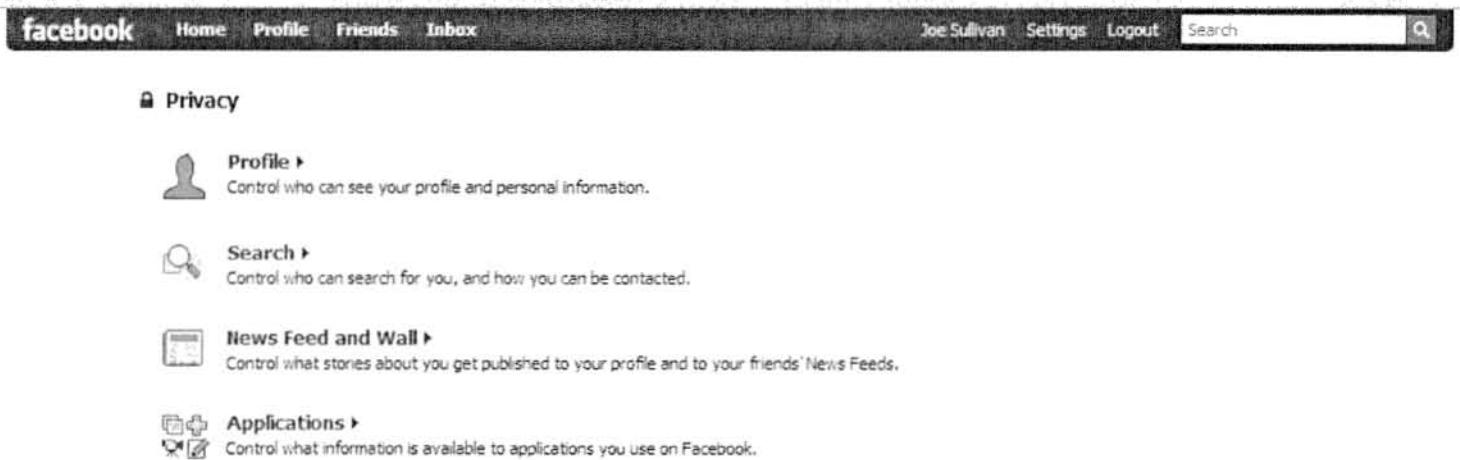 facebook Home Profile Friends Inbox Joe Sullivan Settings Logout Search
Privacy
Profile
Control who can see your profile and personal information.
Search
Control who can search for you, and how you can be contacted.
News Feed and Wall
Control what stories about you get published to your profile and to your friends' News Feeds.
Applications
Control what information is available to applications you use on Facebook.